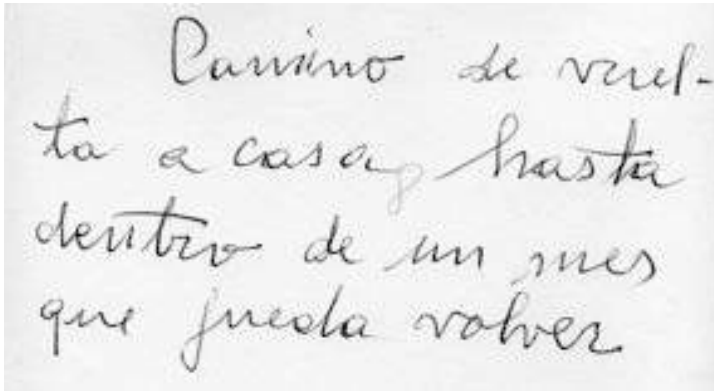 Camino de vuel-
ta a casa, hasta
dentro de un mes
que pueda volver